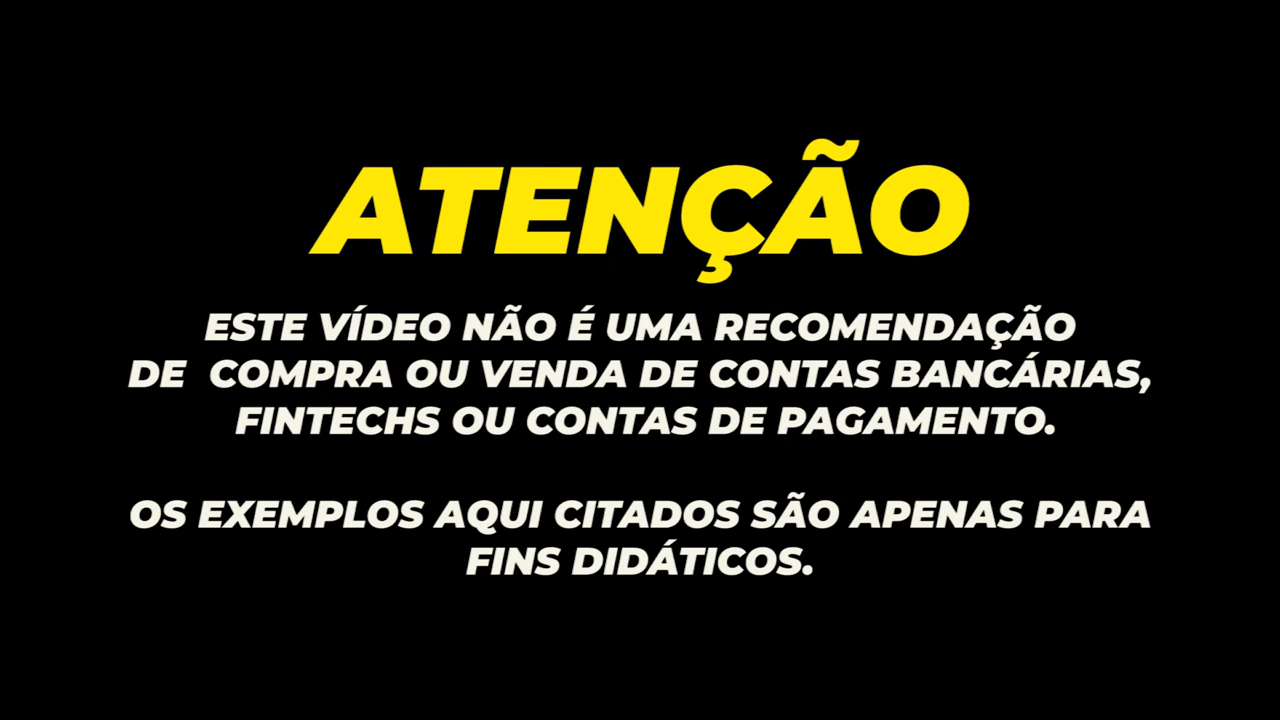 ATENÇÃO
ESTE VÍDEO NÃO É UMA RECOMENDAÇÃO
DE COMPRA OU VENDA DE CONTAS BANCÁRIAS,
FINTECHS OU CONTAS DE PAGAMENTO.
OS EXEMPLOS AQUI CITADOS SÃO APENAS PARA
FINS DIDÁTICOS.